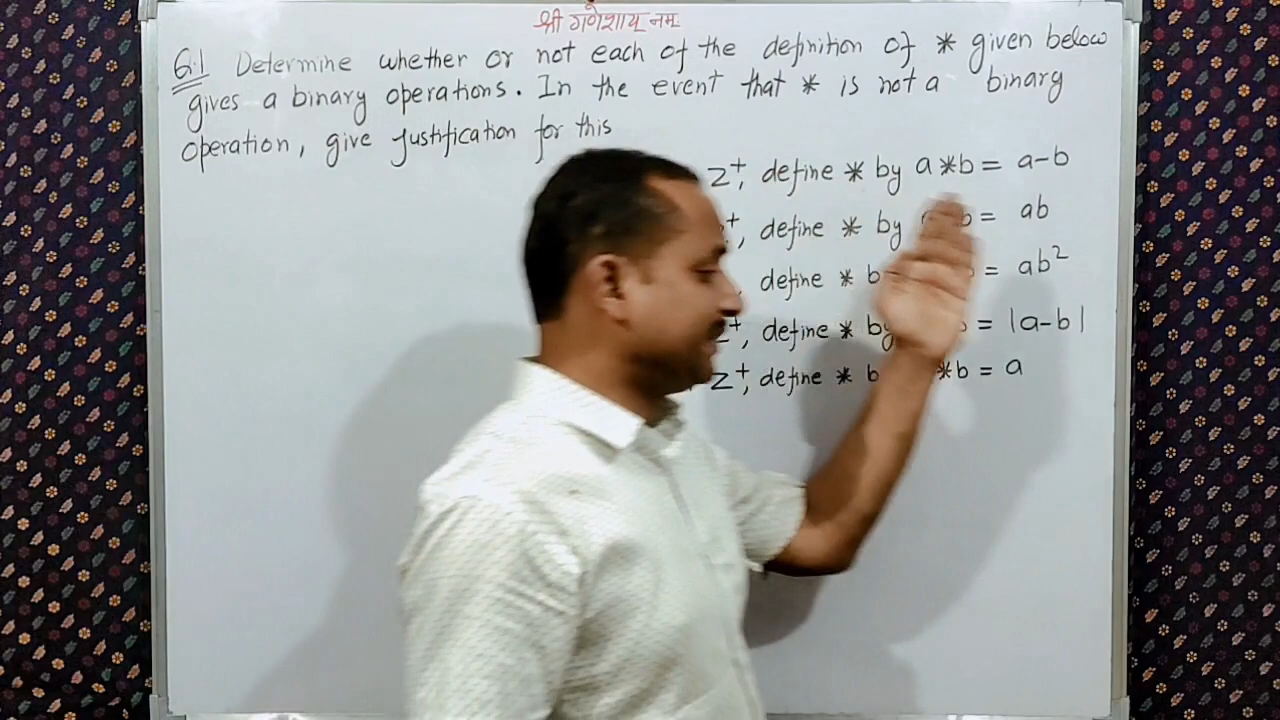 श्री गणेशाय नमः
Q.1 Determine whether or not each of the definition of * given below
gives a binary operations. In the event that * is not a binary
operation, give justification for this
Z⁺, define * by a*b = a-b
⁺, define * by b = ab
, define * b = ab²
Z⁺, define * by b = |a-b|
Z⁺, define * b *b = a